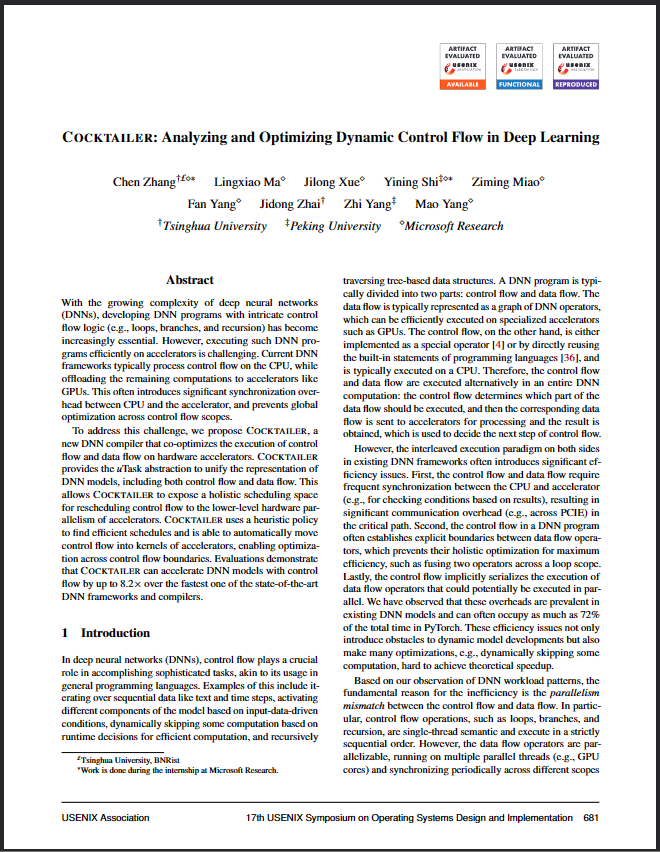 ARTIFACT
EVALUATED
usenix
ASSOCIATION
AVAILABLE
ARTIFACT
EVALUATED
usenix
ASSOCIATION
FUNCTIONAL
ARTIFACT
EVALUATED
usenix
ASSOCIATION
REPRODUCED
COCKTAILER: Analyzing and Optimizing Dynamic Control Flow in Deep Learning
Chen Zhang†£⋄* Lingxiao Ma⋄ Jilong Xue⋄ Yining Shi‡⋄* Ziming Miao⋄
Fan Yang⋄ Jidong Zhai† Zhi Yang‡ Mao Yang⋄
†Tsinghua University ‡Peking University ⋄Microsoft Research
Abstract
With the growing complexity of deep neural networks
(DNNs), developing DNN programs with intricate control
flow logic (e.g., loops, branches, and recursion) has become
increasingly essential. However, executing such DNN pro-
grams efficiently on accelerators is challenging. Current DNN
frameworks typically process control flow on the CPU, while
offloading the remaining computations to accelerators like
GPUs. This often introduces significant synchronization over-
head between CPU and the accelerator, and prevents global
optimization across control flow scopes.
To address this challenge, we propose COCKTAILER, a
new DNN compiler that co-optimizes the execution of control
flow and data flow on hardware accelerators. COCKTAILER
provides the uTask abstraction to unify the representation of
DNN models, including both control flow and data flow. This
allows COCKTAILER to expose a holistic scheduling space
for rescheduling control flow to the lower-level hardware par-
allelism of accelerators. COCKTAILER uses a heuristic policy
to find efficient schedules and is able to automatically move
control flow into kernels of accelerators, enabling optimiza-
tion across control flow boundaries. Evaluations demonstrate
that COCKTAILER can accelerate DNN models with control
flow by up to 8.2× over the fastest one of the state-of-the-art
DNN frameworks and compilers.
1 Introduction
In deep neural networks (DNNs), control flow plays a crucial
role in accomplishing sophisticated tasks, akin to its usage in
general programming languages. Examples of this include it-
erating over sequential data like text and time steps, activating
different components of the model based on input-data-driven
conditions, dynamically skipping some computation based on
runtime decisions for efficient computation, and recursively
£Tsinghua University, BNRist
*Work is done during the internship at Microsoft Research.
traversing tree-based data structures. A DNN program is typi-
cally divided into two parts: control flow and data flow. The
data flow is typically represented as a graph of DNN operators,
which can be efficiently executed on specialized accelerators
such as GPUs. The control flow, on the other hand, is either
implemented as a special operator [4] or by directly reusing
the built-in statements of programming languages [36], and
is typically executed on a CPU. Therefore, the control flow
and data flow are executed alternatively in an entire DNN
computation: the control flow determines which part of the
data flow should be executed, and then the corresponding data
flow is sent to accelerators for processing and the result is
obtained, which is used to decide the next step of control flow.
However, the interleaved execution paradigm on both sides
in existing DNN frameworks often introduces significant ef-
ficiency issues. First, the control flow and data flow require
frequent synchronization between the CPU and accelerator
(e.g., for checking conditions based on results), resulting in
significant communication overhead (e.g., across PCIE) in
the critical path. Second, the control flow in a DNN program
often establishes explicit boundaries between data flow opera-
tors, which prevents their holistic optimization for maximum
efficiency, such as fusing two operators across a loop scope.
Lastly, the control flow implicitly serializes the execution of
data flow operators that could potentially be executed in par-
allel. We have observed that these overheads are prevalent in
existing DNN models and can often occupy as much as 72%
of the total time in PyTorch. These efficiency issues not only
introduce obstacles to dynamic model developments but also
make many optimizations, e.g., dynamically skipping some
computation, hard to achieve theoretical speedup.
Based on our observation of DNN workload patterns, the
fundamental reason for the inefficiency is the parallelism
mismatch between the control flow and data flow. In partic-
ular, control flow operations, such as loops, branches, and
recursion, are single-thread semantic and execute in a strictly
sequential order. However, the data flow operators are par-
allelizable, running on multiple parallel threads (e.g., GPU
cores) and synchronizing periodically across different scopes
USENIX Association 17th USENIX Symposium on Operating Systems Design and Implementation 681